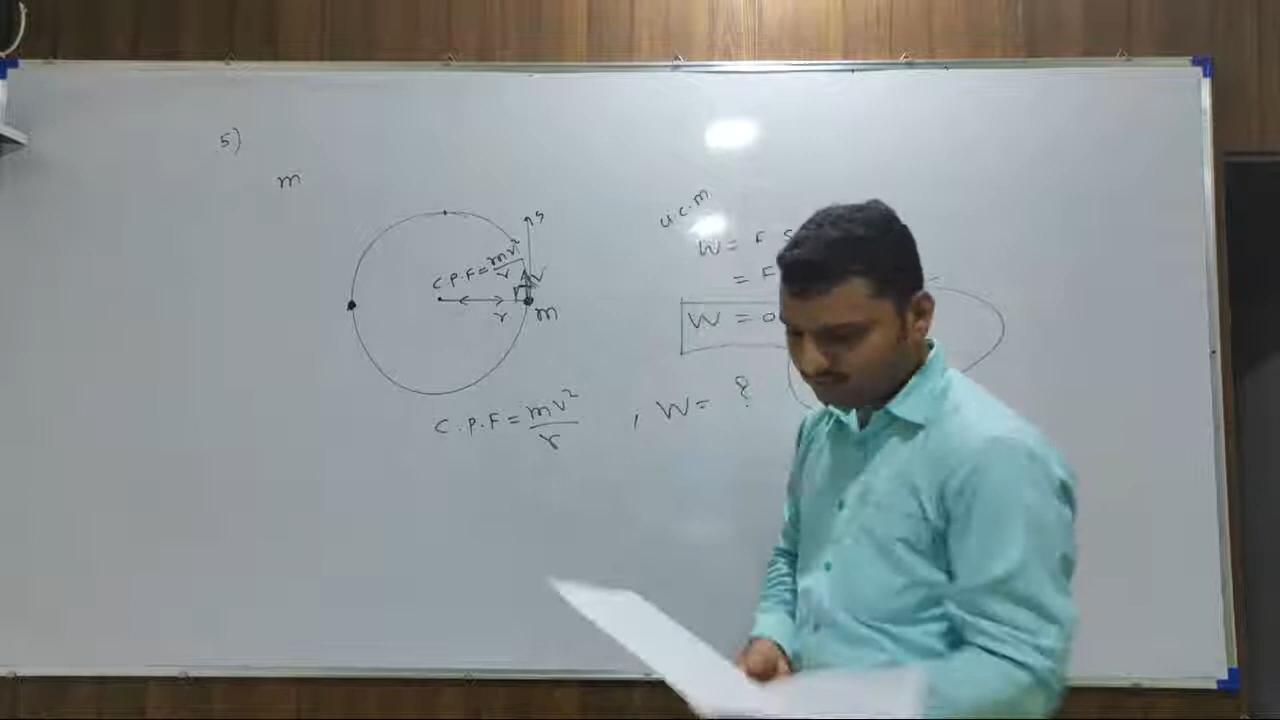 5)
m
u.c.m
S
C.P.F = mv²/r
V
r
m
W = F S
= F
W = 0
C.P.F = mv²/r , W = ?